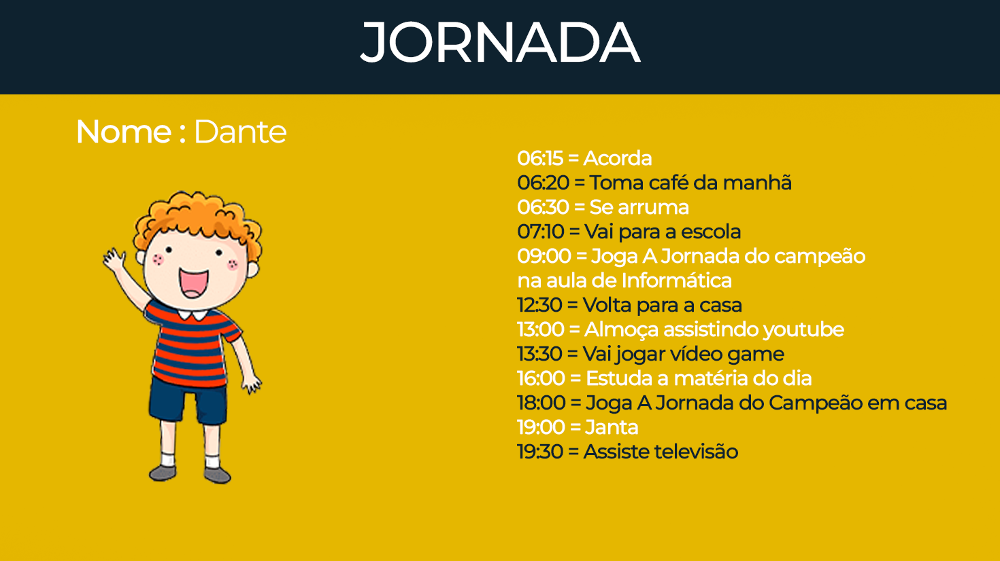 JORNADA
Nome : Dante
06:15 = Acorda
06:20 = Toma café da manhã
06:30 = Se arruma
07:10 = Vai para a escola
09:00 = Joga A Jornada do campeão
na aula de Informática
12:30 = Volta para a casa
13:00 = Almoça assistindo youtube
13:30 = Vai jogar vídeo game
16:00 = Estuda a matéria do dia
18:00 = Joga A Jornada do Campeão em casa
19:00 = Janta
19:30 = Assiste televisão